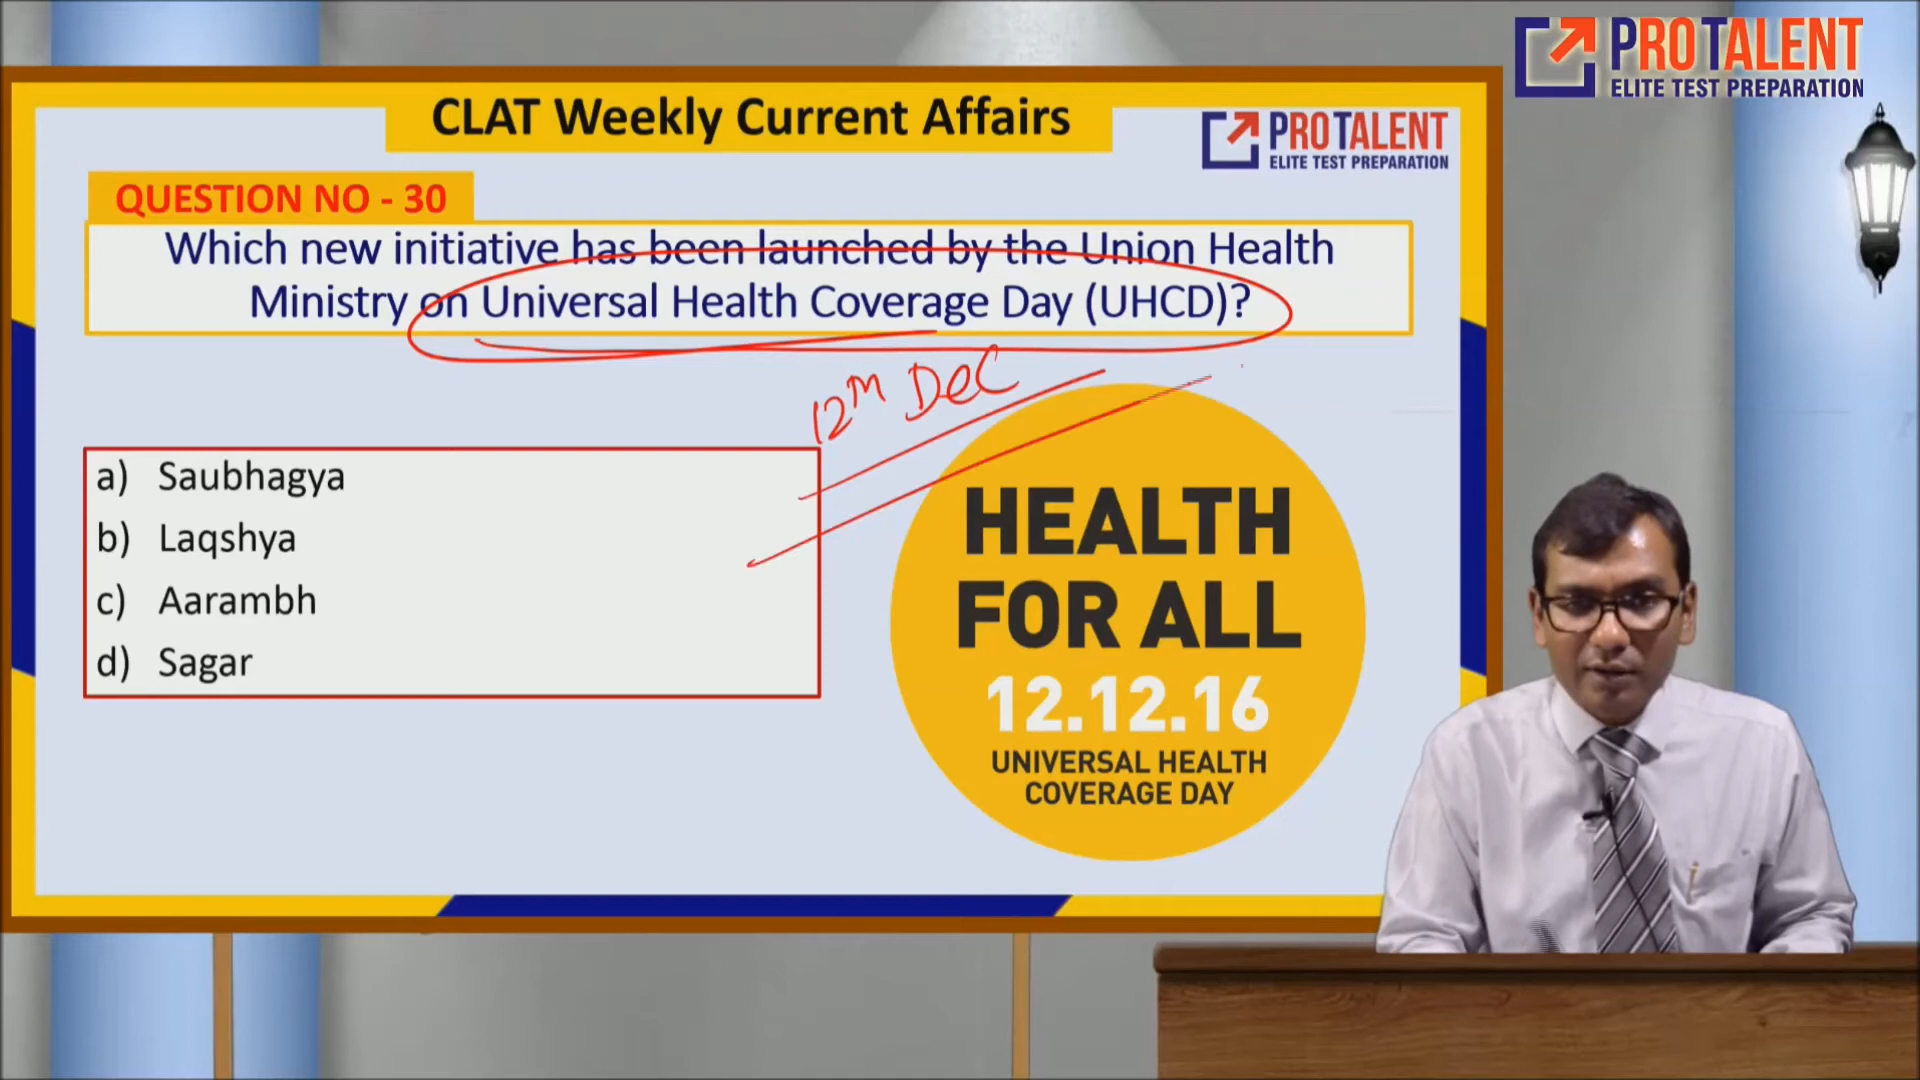 PROTALENT
ELITE TEST PREPARATION
CLAT Weekly Current Affairs
PROTALENT
ELITE TEST PREPARATION
QUESTION NO - 30
Which new initiative has been launched by the Union Health
Ministry on Universal Health Coverage Day (UHCD)?
12th DEC
a) Saubhagya
b) Laqshya
c) Aarambh
d) Sagar
HEALTH
FOR ALL
12.12.16
UNIVERSAL HEALTH
COVERAGE DAY